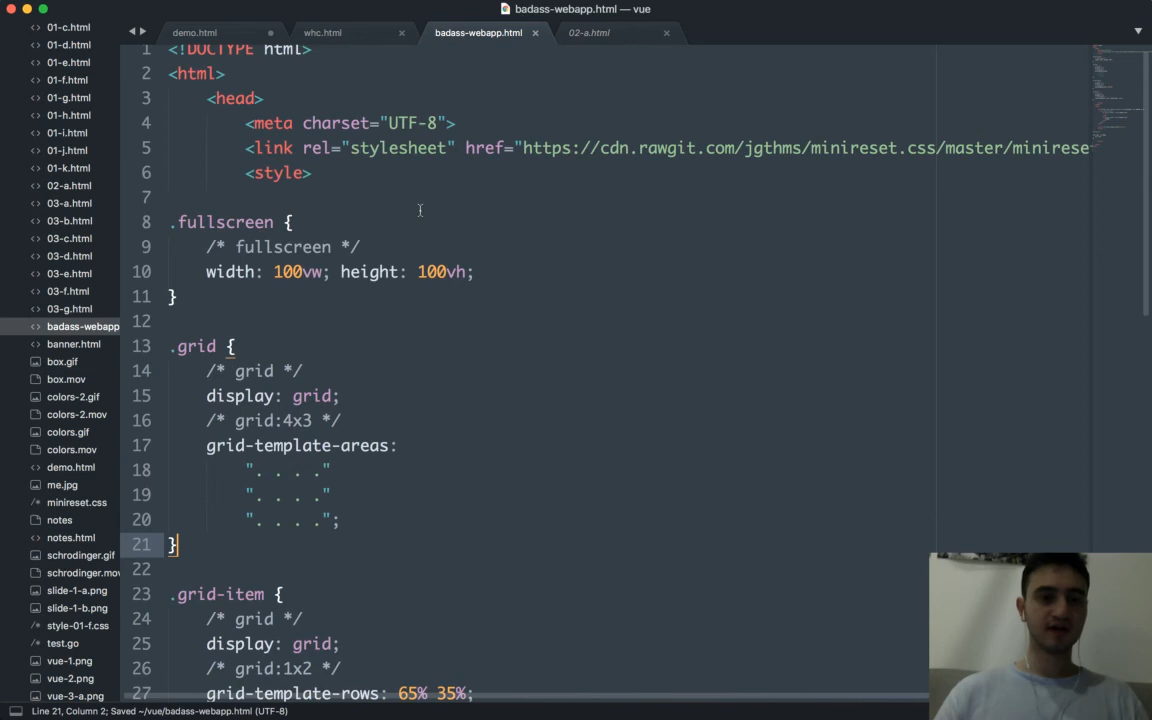 badass-webapp.html — vue
demo.html
whc.html
badass-webapp.html
02-a.html
01-c.html
01-d.html
01-e.html
01-f.html
01-g.html
01-h.html
01-i.html
01-j.html
01-k.html
02-a.html
03-a.html
03-b.html
03-c.html
03-d.html
03-e.html
03-f.html
03-g.html
badass-webapp
banner.html
box.gif
box.mov
colors-2.gif
colors-2.mov
colors.gif
colors.mov
demo.html
me.jpg
minireset.css
notes
notes.html
schrodinger.gif
schrodinger.mov
slide-1-a.png
slide-1-b.png
style-01-f.css
test.go
vue-1.png
vue-2.png
vue-3-a.png
1 <!DOCTYPE html>
2 <html>
3 <head>
4 <meta charset="UTF-8">
5 <link rel="stylesheet" href="https://cdn.rawgit.com/jgthms/minireset.css/master/minirese
6 <style>
7
8 .fullscreen {
9 /* fullscreen */
10 width: 100vw; height: 100vh;
11 }
12
13 .grid {
14 /* grid */
15 display: grid;
16 /* grid:4x3 */
17 grid-template-areas:
18 ". . . ."
19 ". . . ."
20 ". . . .";
21 }
22
23 .grid-item {
24 /* grid */
25 display: grid;
26 /* grid:1x2 */
27 grid-template-rows: 65% 35%;
Line 21, Column 2; Saved ~/vue/badass-webapp.html (UTF-8)